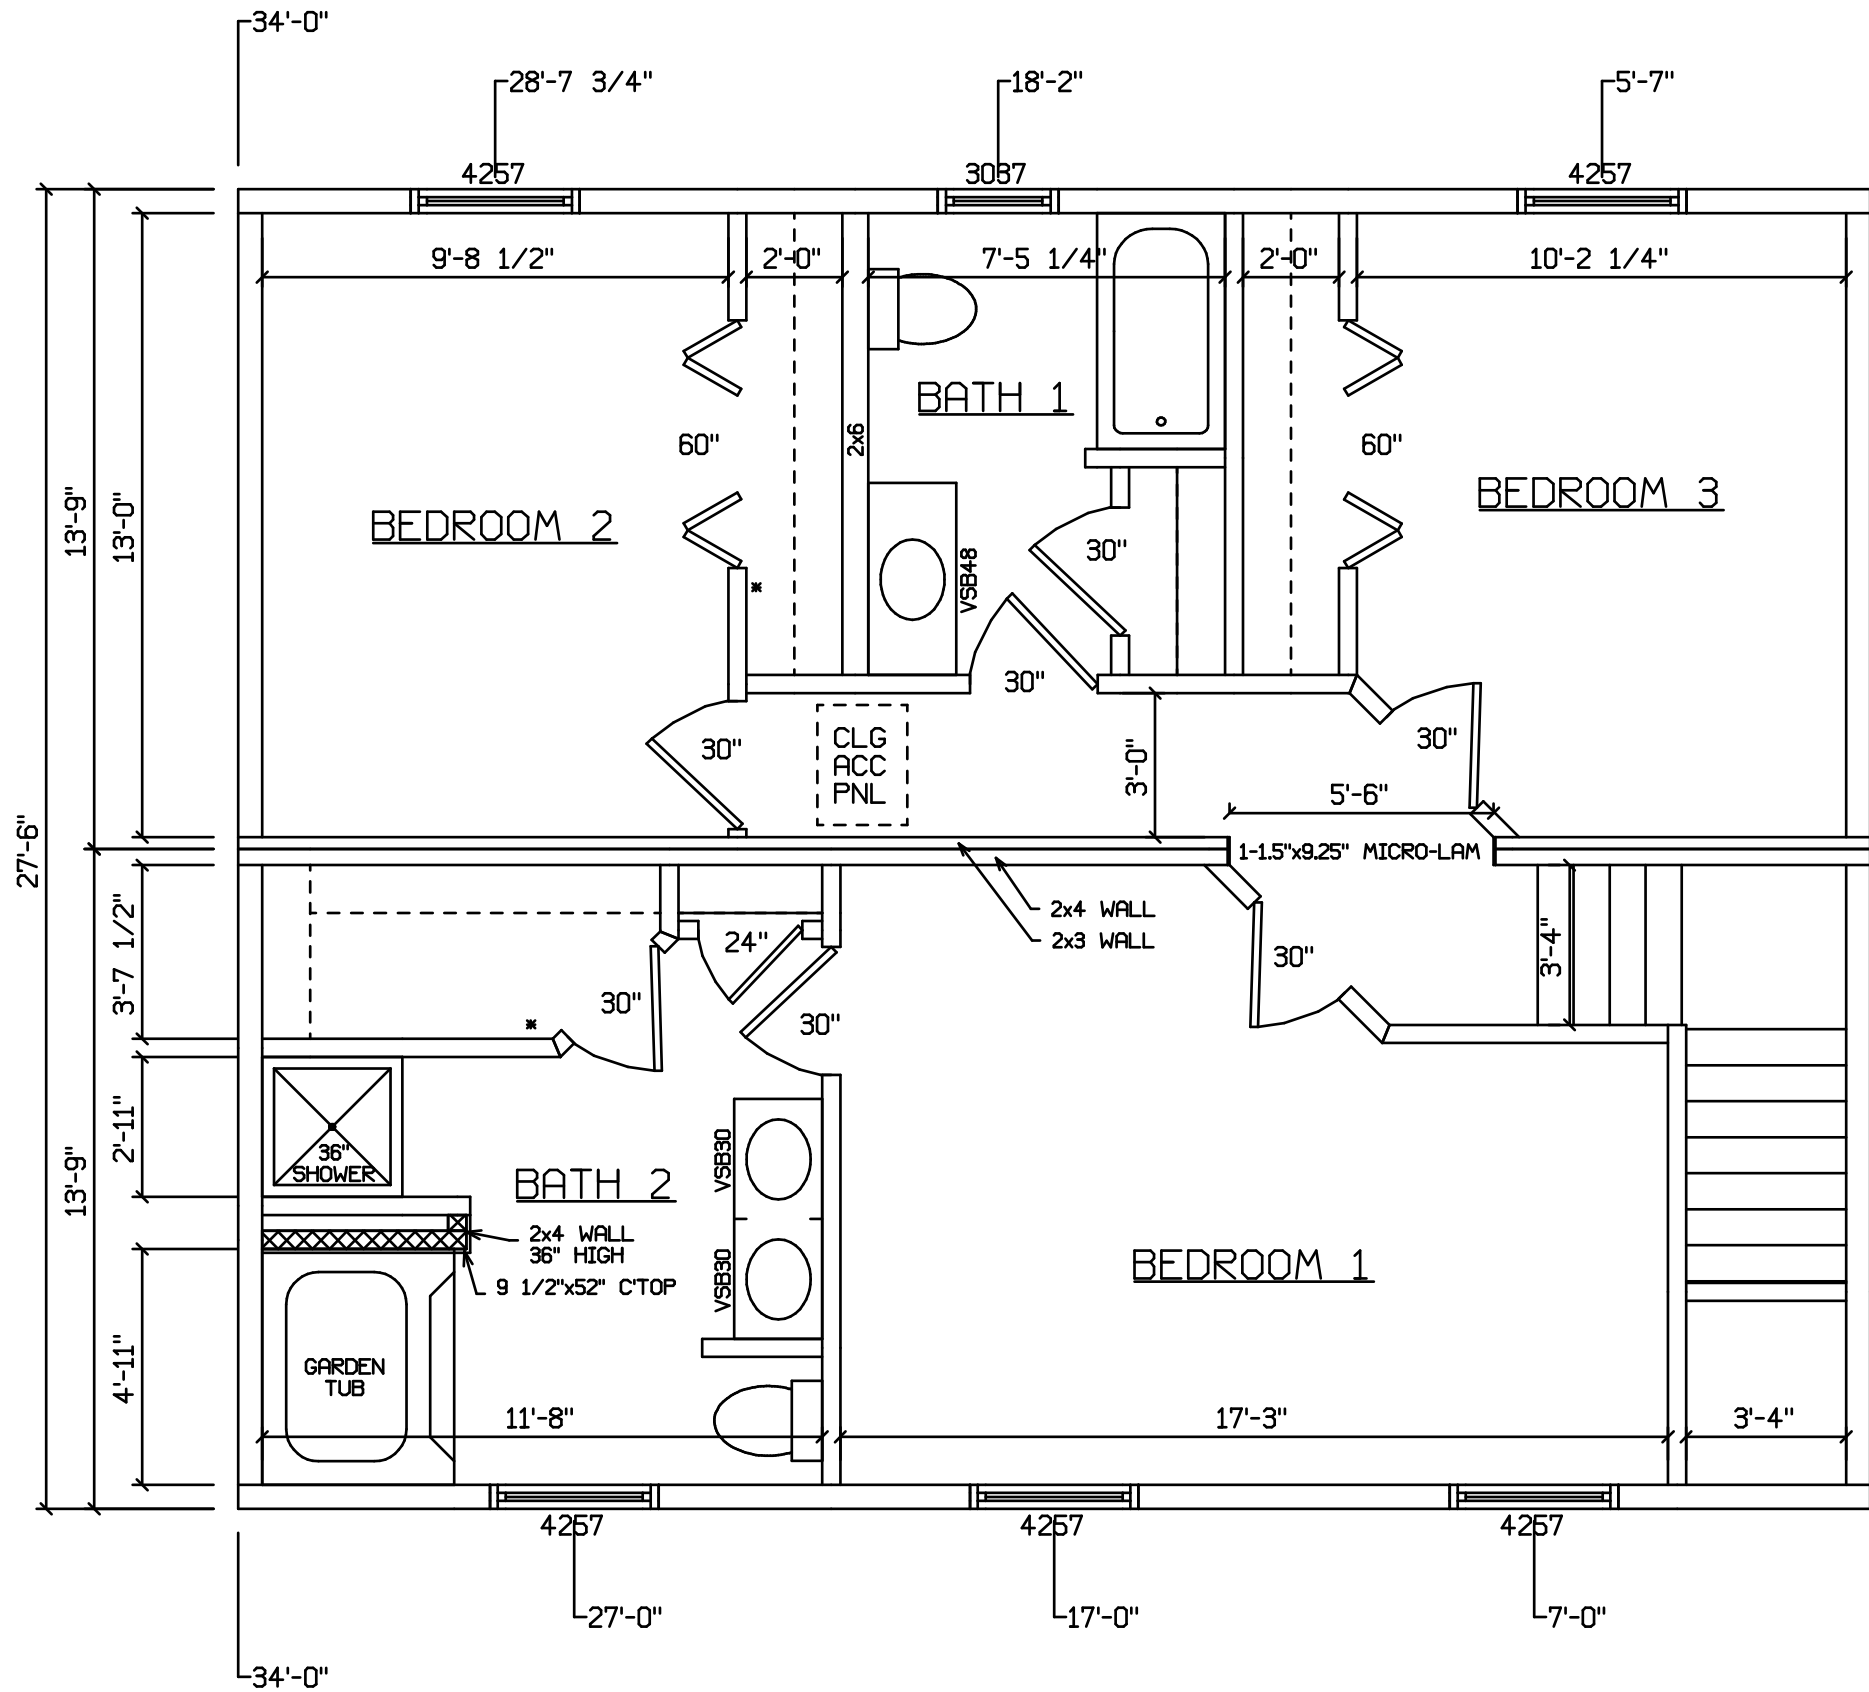 34'-0"
28'-7 3/4"
18'-2"
5'-7"
4257
3037
4257
9'-8 1/2"
2'-0"
7'-5 1/4"
2'-0"
10'-2 1/4"
BATH 1
60"
2x6
60"
BEDROOM 2
BEDROOM 3
13'-9"
13'-0"
30"
VSB48
*
30"
30"
CLG
ACC
PNL
3'-0"
30"
5'-6"
27'-6"
1-1.5"x9.25" MICRO-LAM
2x4 WALL
2x3 WALL
3'-7 1/2"
24"
30"
3'-4"
30"
*
30"
2'-11"
36"
SHOWER
VSB30
BATH 2
13'-9"
2x4 WALL
36" HIGH
9 1/2"x52" C'TOP
VSB30
BEDROOM 1
GARDEN
TUB
4'-11"
11'-8"
17'-3"
3'-4"
4257
4257
4257
27'-0"
17'-0"
7'-0"
34'-0"